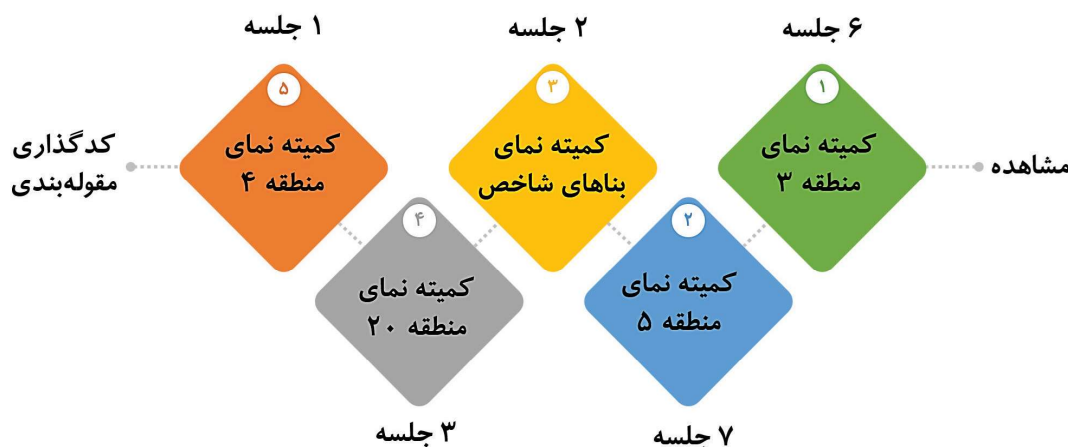 مشاهده
۶ جلسه
۱
کمیته نمای
منطقه ۳
۲
کمیته نمای
منطقه ۵
۷ جلسه
۲ جلسه
۳
کمیته نمای
بناهای شاخص
۴
کمیته نمای
منطقه ۲۰
۳ جلسه
۱ جلسه
۵
کمیته نمای
منطقه ۴
کدگذاری
مقوله‌بندی